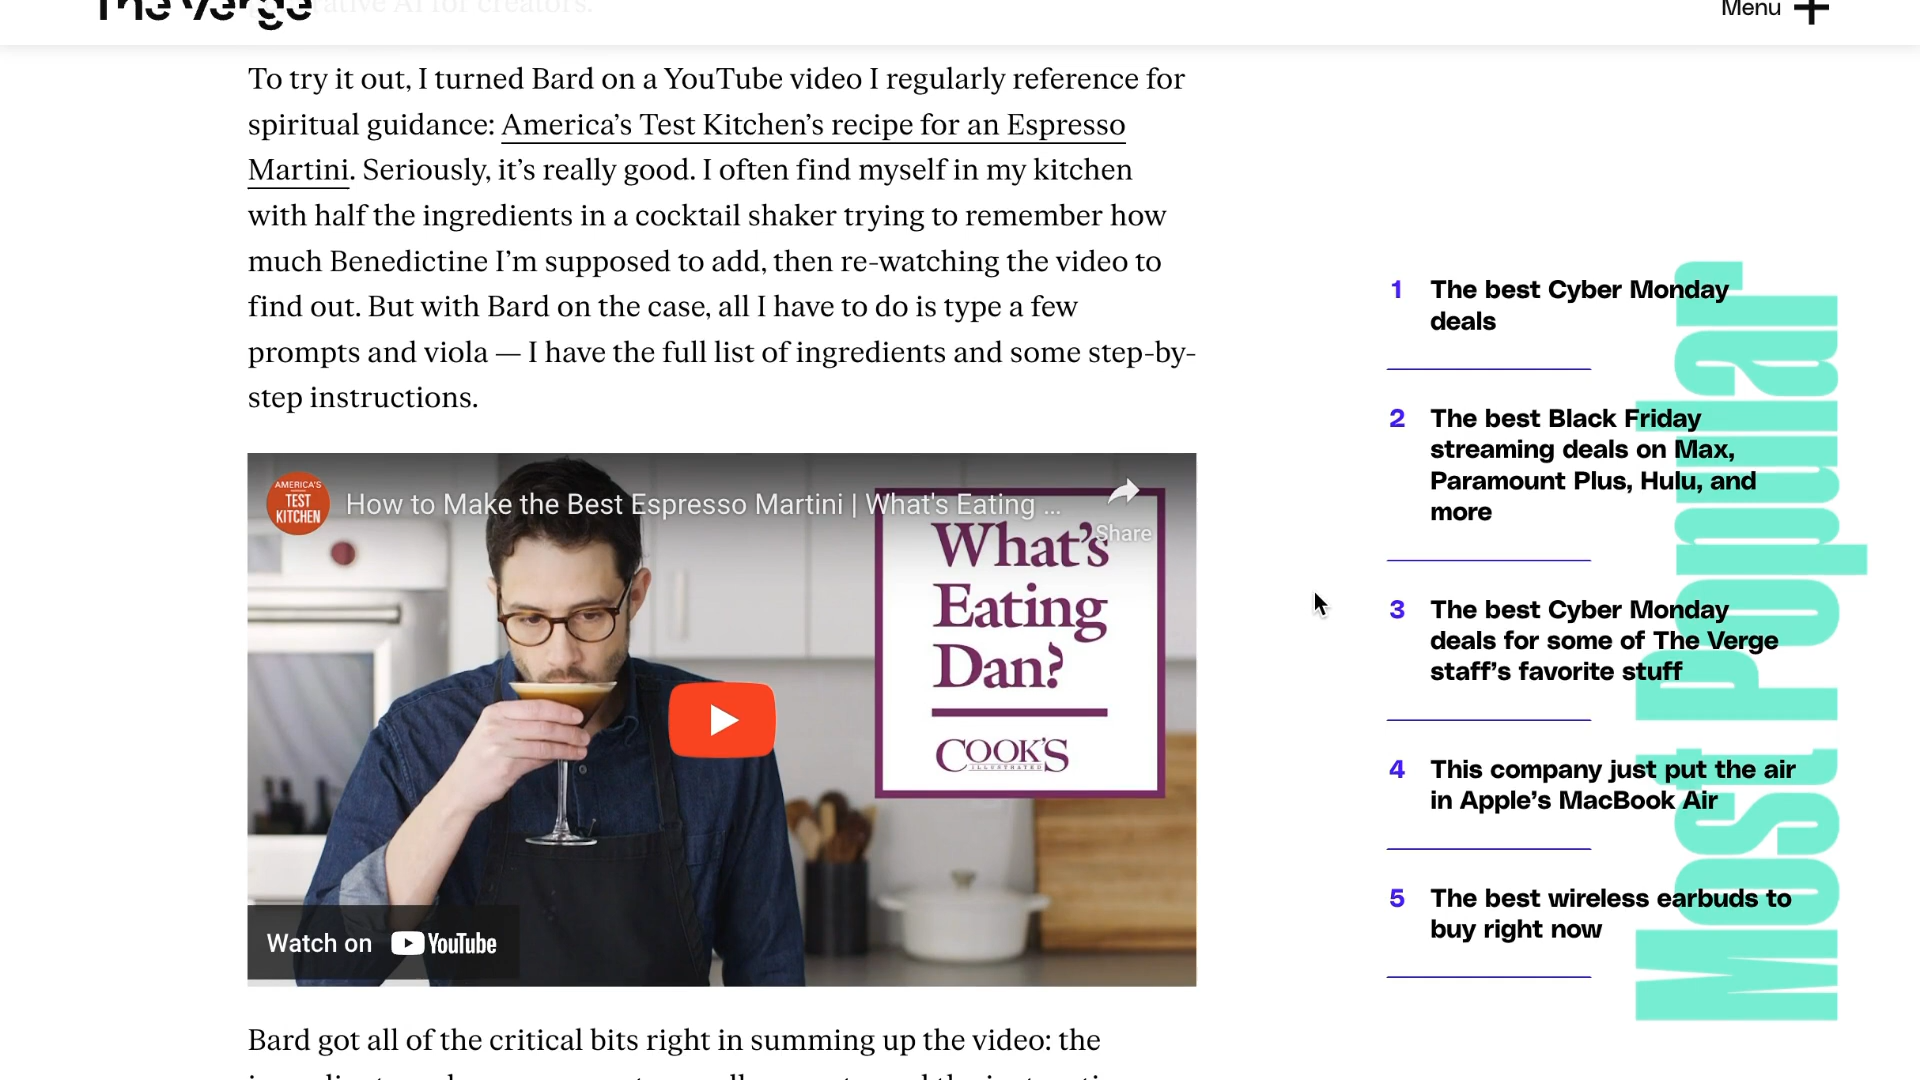 The Verge
Menu
To try it out, I turned Bard on a YouTube video I regularly reference for
spiritual guidance: America’s Test Kitchen’s recipe for an Espresso
Martini. Seriously, it’s really good. I often find myself in my kitchen
with half the ingredients in a cocktail shaker trying to remember how
much Benedictine I’m supposed to add, then re-watching the video to
find out. But with Bard on the case, all I have to do is type a few
prompts and viola — I have the full list of ingredients and some step-by-
step instructions.
AMERICA'S
TEST
KITCHEN
How to Make the Best Espresso Martini | What's Eating ...
Share
What's
Eating
Dan?
COOK'S
ILLUSTRATED
Watch on YouTube
Bard got all of the critical bits right in summing up the video: the
Most Popular
1 The best Cyber Monday
deals
2 The best Black Friday
streaming deals on Max,
Paramount Plus, Hulu, and
more
3 The best Cyber Monday
deals for some of The Verge
staff’s favorite stuff
4 This company just put the air
in Apple’s MacBook Air
5 The best wireless earbuds to
buy right now